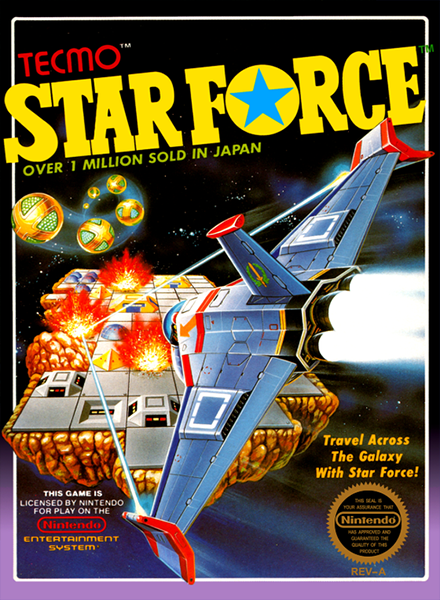 TECMO™
STAR FORCE™
OVER 1 MILLION SOLD IN JAPAN
Travel Across
The Galaxy
With Star Force!
THIS GAME IS
LICENSED BY NINTENDO
FOR PLAY ON THE
Nintendo
ENTERTAINMENT
SYSTEM
THIS SEAL IS
YOUR ASSURANCE THAT
Nintendo
HAS APPROVED AND
GUARANTEED THE
QUALITY OF THIS
PRODUCT
REV-A